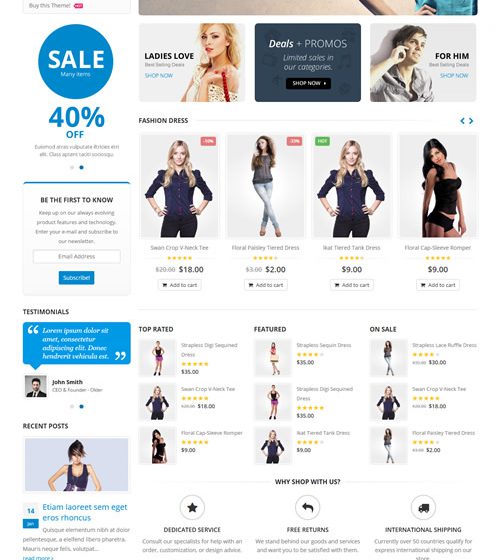 Buy this Theme! HOT
SALE
Many items
40%
OFF
Euismod atras vulputate iltricies etri
elit. Class aptent taciti sociosqu.
BE THE FIRST TO KNOW
Keep up on our always evolving
product features and technology.
Enter your e-mail and subscribe to
our newsletter.
Email Address
Subscribe!
TESTIMONIALS
Lorem ipsum dolor sit
amet, consectetur
adipiscing elit. Donec
hendrerit vehicula est.
John Smith
CEO & Founder - Okler
RECENT POSTS
14
Jan
Etiam laoreet sem eget
eros rhoncus
Quisque elementum nibh at
dolor pellentesque, a
eleifend libero pharetra.
Mauris neque felis,
volutpat...
read more
LADIES LOVE
Best Selling Deals
SHOP NOW
Deals + PROMOS
Limited sales in
our categories.
SHOP NOW
FOR HIM
Best Selling Deals
SHOP NOW
FASHION DRESS
-10%
Swan Crop V-Neck Tee
$20.00 $18.00
Add to cart
-33%
Floral Paisley Tiered Dress
$3.00 $2.00
Add to cart
HOT
Ikat Tiered Tank Dress
$9.00
Add to cart
Floral Cap-Sleeve Romper
$9.00
Add to cart
TOP RATED
Strapless Digi Sequined
Dress
$35.00
Swan Crop V-Neck Tee
$20.00 $18.00
Floral Cap-Sleeve Romper
$9.00
FEATURED
Strapless Sequin Dress
$35.00
Strapless Digi Sequined
Dress
$35.00
Ikat Tiered Tank Dress
$9.00
ON SALE
Strapless Lace Ruffle Dress
$35.00 $30.00
Swan Crop V-Neck Tee
$20.00 $18.00
Floral Paisley Tiered Dress
$3.00 $2.00
WHY SHOP WITH US?
DEDICATED SERVICE
Consult our specialists for help with an
order, customization, or design advice.
FREE RETURNS
We stand behind our goods and services
and want you to be satisfied with them.
INTERNATIONAL SHIPPING
Currently over 50 countries qualify for
express international shipping on our
store.